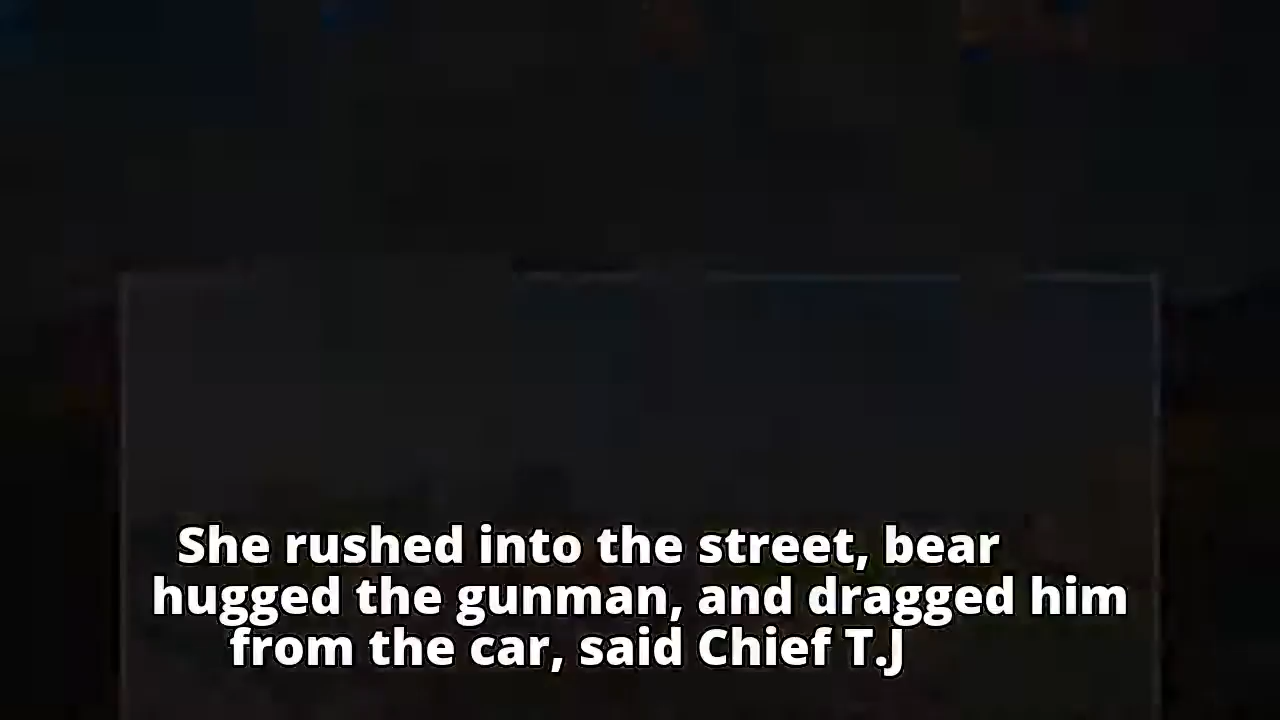 She rushed into the street, bear
hugged the gunman, and dragged him
from the car, said Chief T.J